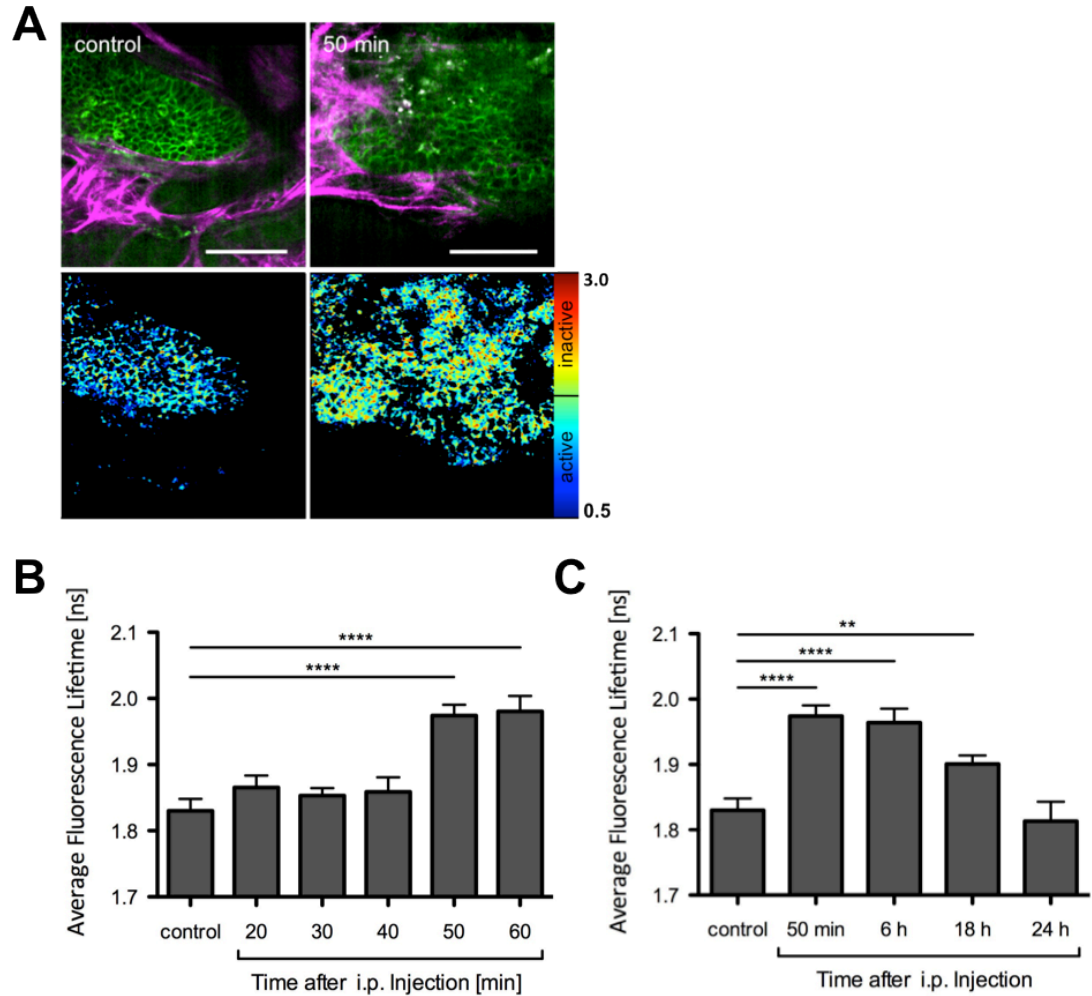 A
control
50 min
3.0
inactive
active
0.5
B
Average Fluorescence Lifetime [ns]
2.1
2.0
1.9
1.8
1.7
****
****
control 20 30 40 50 60
Time after i.p. Injection [min]
C
Average Fluorescence Lifetime [ns]
2.1
2.0
1.9
1.8
1.7
**
****
****
control 50 min 6 h 18 h 24 h
Time after i.p. Injection